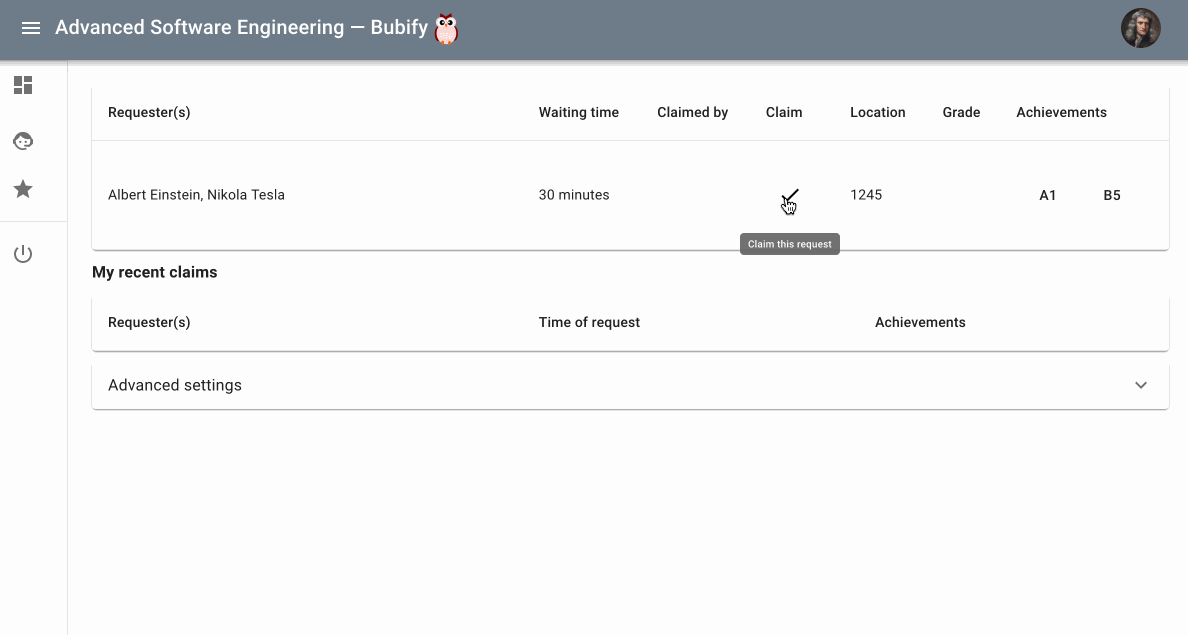 Advanced Software Engineering — Bubify
Requester(s) Waiting time Claimed by Claim Location Grade Achievements
Albert Einstein, Nikola Tesla 30 minutes 1245 A1 B5
Claim this request
My recent claims
Requester(s) Time of request Achievements
Advanced settings